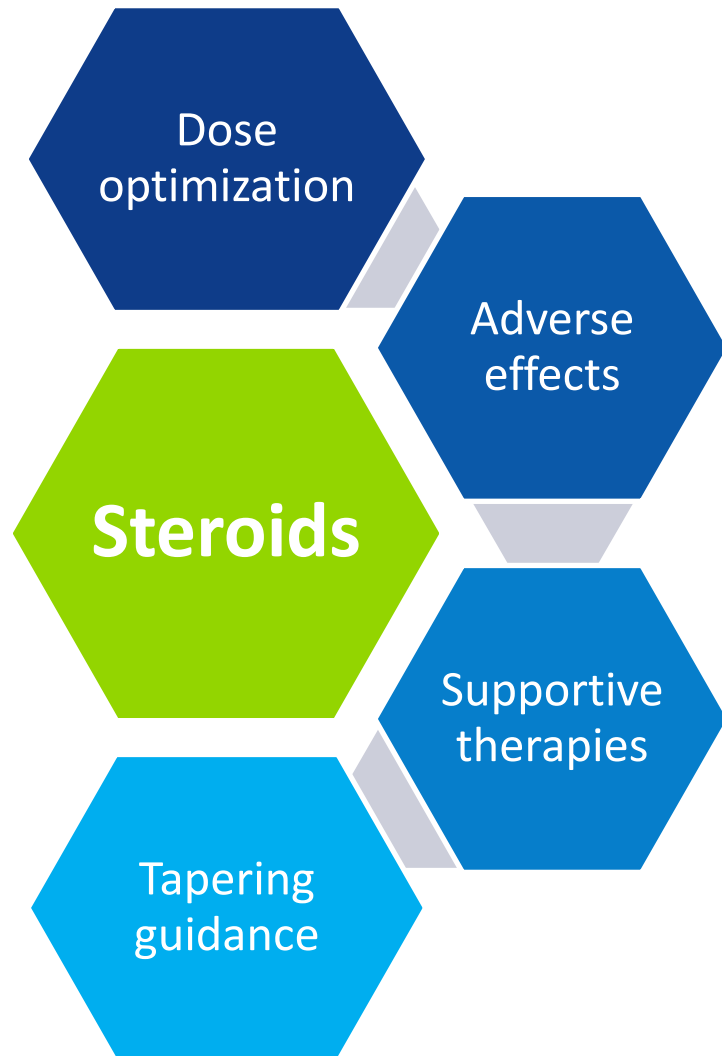 Dose
optimization
Adverse
effects
Steroids
Supportive
therapies
Tapering
guidance